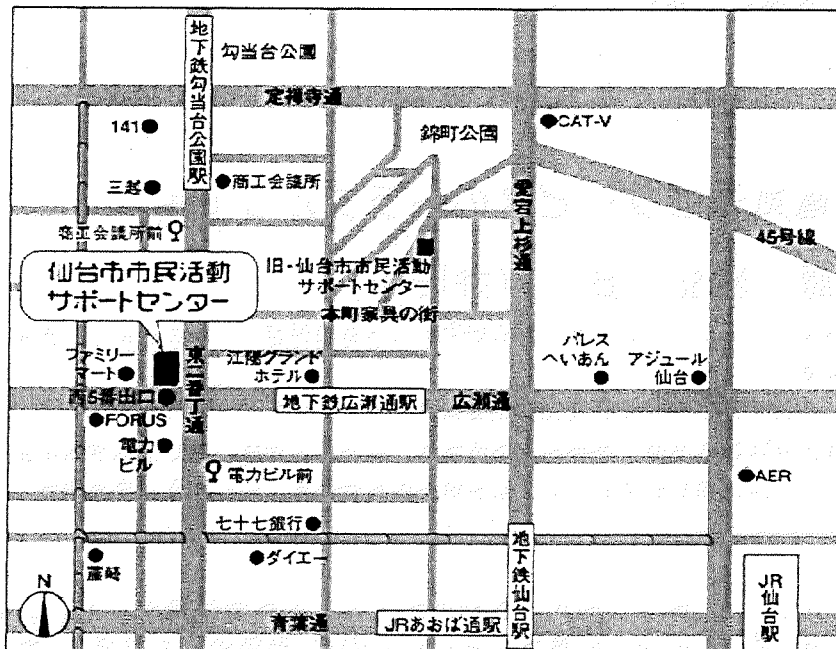 地下鉄勾当台公園駅
勾当台公園
定禅寺通
141
三越
商工会議所
錦町公園
CAT-V
愛宮上杉通
45号線
商工会議所前
仙台市市民活動
サポートセンター
旧・仙台市市民活動
サポートセンター
本町家具の街
ファミリー
マート
東二番丁通
江陽グランド
ホテル
パレス
へいあん
アジュール
仙台
西5番出口
地下鉄広瀬通駅
広瀬通
FORUS
電力
ビル
電力ビル前
AER
七十七銀行
ダイエー
藤崎
地下鉄仙台駅
JR
仙台駅
N
青葉通
JRあおば通駅